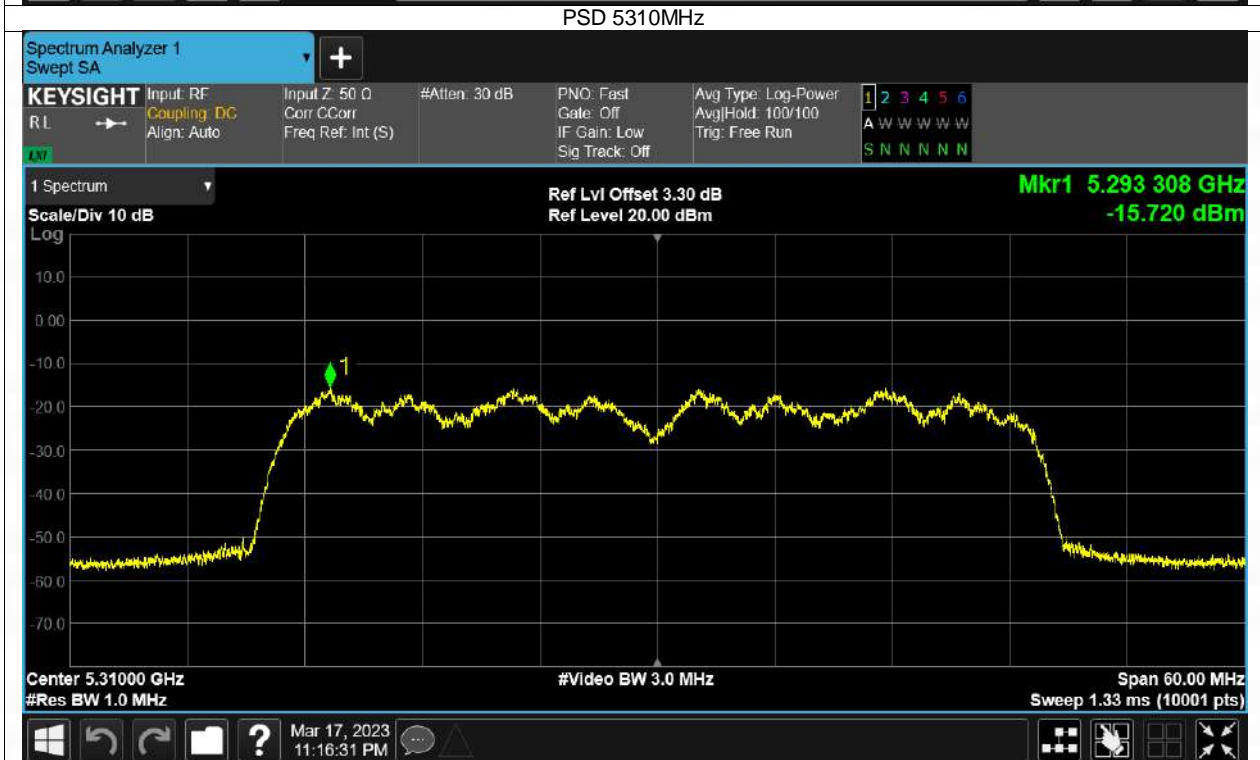 PSD 5310MHz
Spectrum Analyzer 1
Swept SA
+
KEYSIGHT
RL
LXI
Input: RF
Coupling: DC
Align: Auto
Input Z: 50 Ω
Corr CCorr
Freq Ref: Int (S)
#Atten: 30 dB
PNO: Fast
Gate: Off
IF Gain: Low
Sig Track: Off
Avg Type: Log-Power
Avg|Hold: 100/100
Trig: Free Run
1 2 3 4 5 6
A W W W W W
S N N N N N
1 Spectrum
Scale/Div 10 dB
Log
Ref Lvl Offset 3.30 dB
Ref Level 20.00 dBm
Mkr1 5.293 308 GHz
-15.720 dBm
10.0
0.00
-10.0
-20.0
-30.0
-40.0
-50.0
-60.0
-70.0
1
Center 5.31000 GHz
#Res BW 1.0 MHz
#Video BW 3.0 MHz
Span 60.00 MHz
Sweep 1.33 ms (10001 pts)
?
Mar 17, 2023
11:16:31 PM